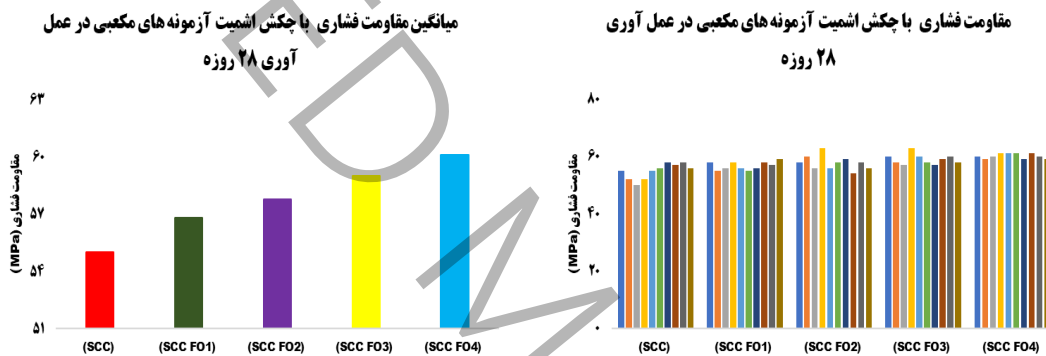 میانگین مقاومت فشاری با چکش اشمیت آزمونه های مکعبی در عمل
آوری ۲۸ روزه
۶۳
۶۰
۵۷
۵۴
۵۱
مقاومت فشاری (MPa)
(SCC) (SCC FO1) (SCC FO2) (SCC FO3) (SCC FO4)
مقاومت فشاری با چکش اشمیت آزمونه های مکعبی در عمل آوری
۲۸ روزه
۸۰
۶۰
۴۰
۲۰
۰
مقاومت فشاری (MPa)
(SCC) (SCC FO1) (SCC FO2) (SCC FO3) (SCC FO4)